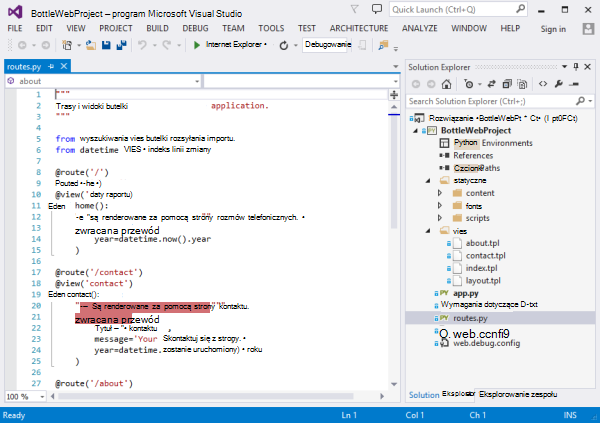 BottleWebProject – program Microsoft Visual Studio
Quick Launch (Ctrl+Q)
FILE EDIT VIEW PROJECT BUILD DEBUG TEAM TOOLS TEST ARCHITECTURE ANALYZE WINDOW HELP Sign in
Internet Explorer • Debugowanie
routes.py
about
1 """
2 Trasy i widoki butelki application.
3 """
4
5 from wyszukiwania vies butelki rozsyłania importu.
6 from datetime VIES • indeks linii zmiany
7
8 @route('/')
9 Pouted •-he •)
10 @view(' daty raportu)
11 Eden home():
12 -e "są renderowane za pomocą strony rozmów telefonicznych. •
13 zwracana przewód
14 year=datetime.now().year
15 )
16
17 @route('/contact')
18 @view('contact')
19 Eden contact():
20 Są renderowane za pomocą strony kontaktu.
21 zwracana przewód
22 Tytuł – "• kontaktu ,
23 message='Your Skontaktuj się z stropy. •
24 year=datetime. zostanie uruchomiony) • roku
25 )
26
27 @route('/about')
100 %
Solution Explorer
Search Solution Explorer (Ctrl+;)
Rozwiązanie •BottleWebPt * Ct• (I pt0FCt)
BottleWebProject
Python Environments
References
Czcionki Paths
statyczne
content
fonts
scripts
vies
about.tpl
contact.tpl
index.tpl
layout.tpl
app.py
Wymagania dotyczące D-txt
routes.py
Q. web.ccnfi9
web.debug.config
Solution Eksplorator Eksplorowanie zespołu
Ready Ln 1 Col 1 Ch 1 INS